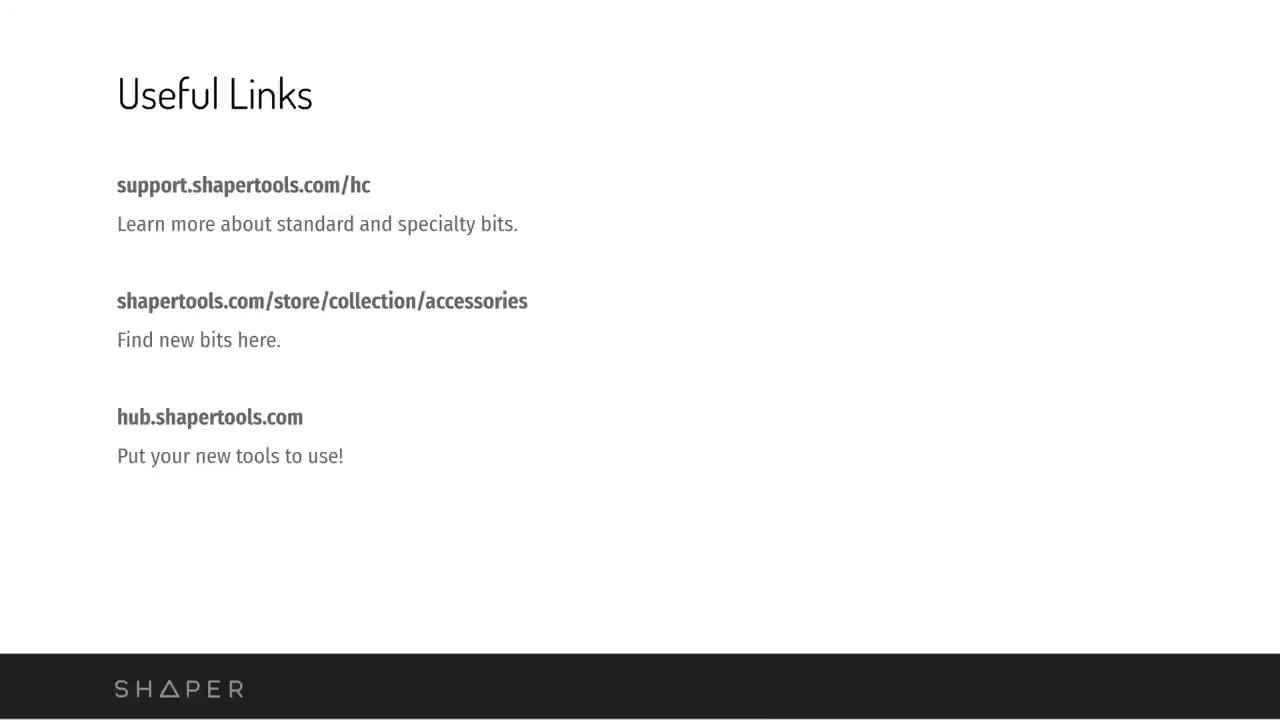 Useful Links
support.shapertools.com/hc
Learn more about standard and specialty bits.
shapertools.com/store/collection/accessories
Find new bits here.
hub.shapertools.com
Put your new tools to use!
SHAPER